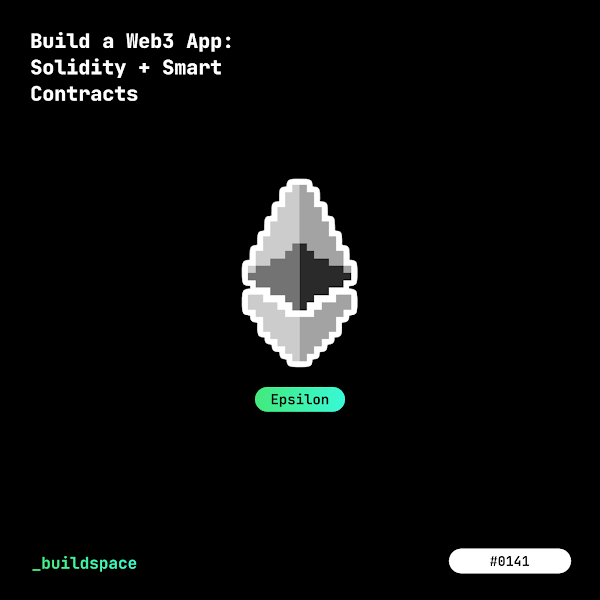 Build a Web3 App:
Solidity + Smart
Contracts
Epsilon
_buildspace
#0141